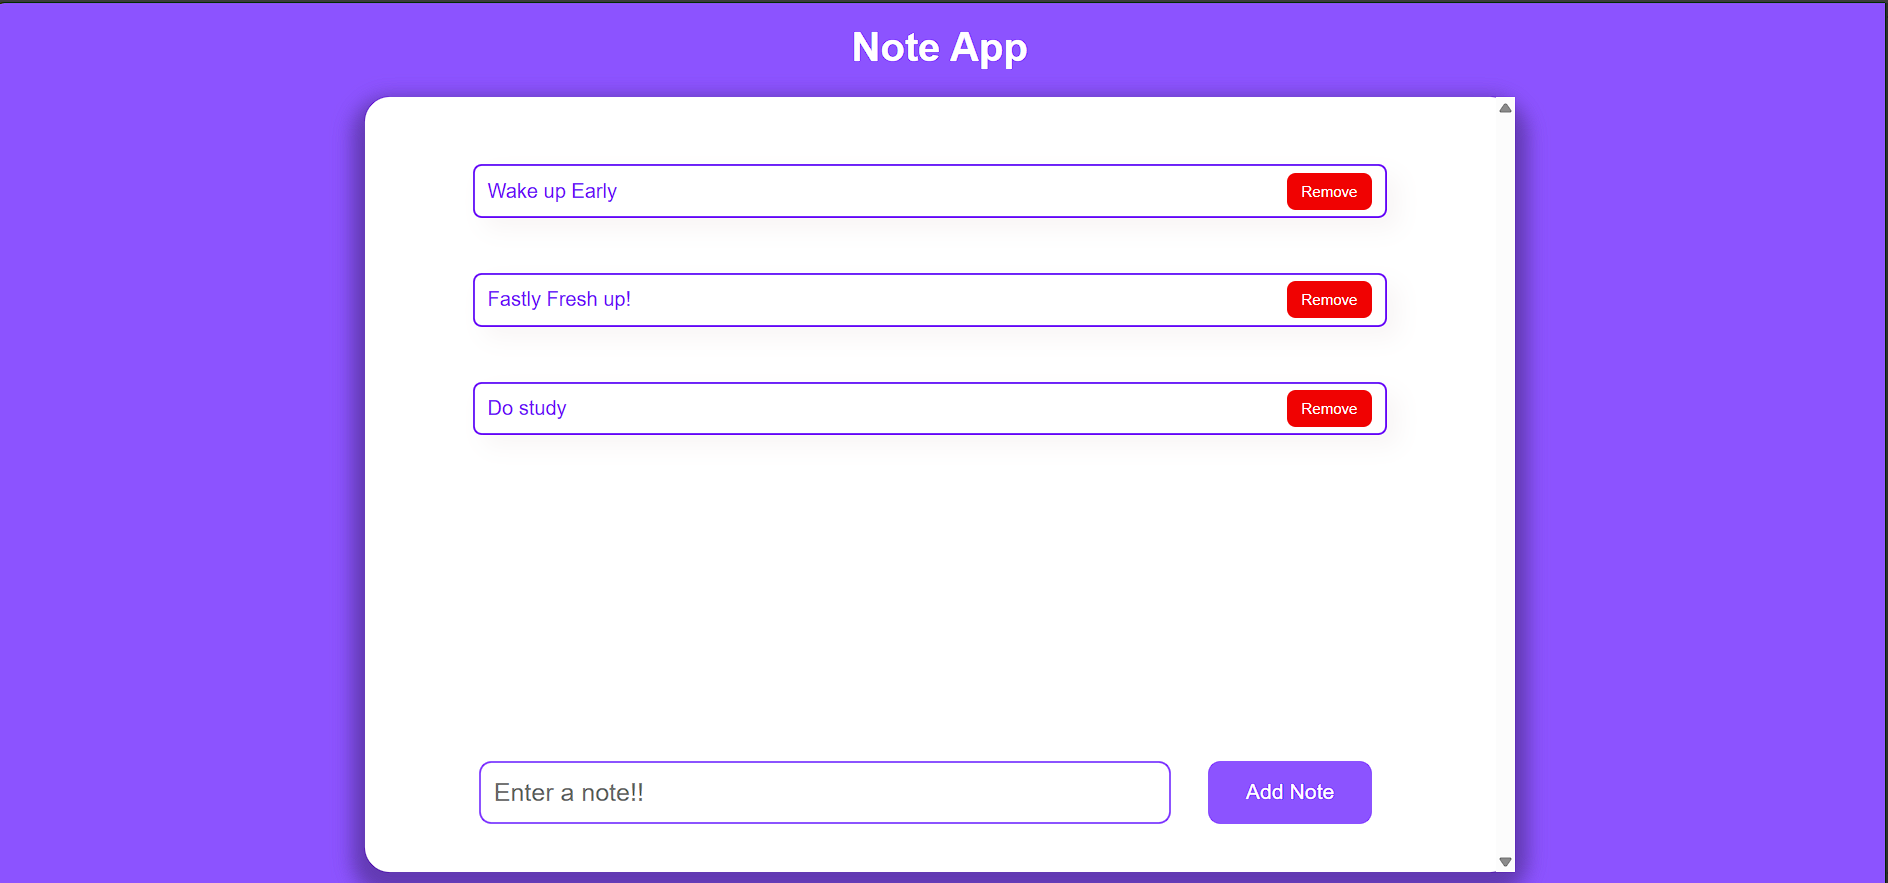 Note App
Wake up Early
Remove
Fastly Fresh up!
Remove
Do study
Remove
Enter a note!!
Add Note